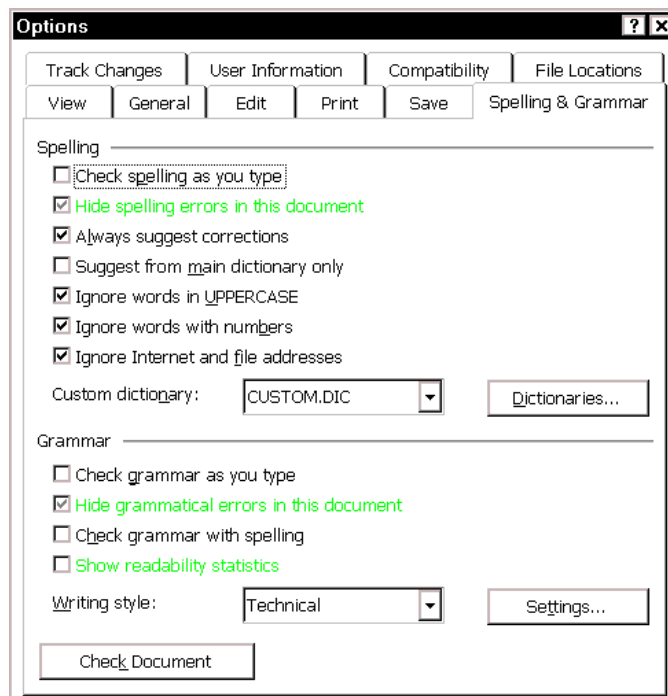 Options
Track Changes User Information Compatibility File Locations
View General Edit Print Save Spelling & Grammar
Spelling
Check spelling as you type
Hide spelling errors in this document
Always suggest corrections
Suggest from main dictionary only
Ignore words in UPPERCASE
Ignore words with numbers
Ignore Internet and file addresses
Custom dictionary: CUSTOM.DIC Dictionaries...
Grammar
Check grammar as you type
Hide grammatical errors in this document
Check grammar with spelling
Show readability statistics
Writing style: Technical Settings...
Check Document